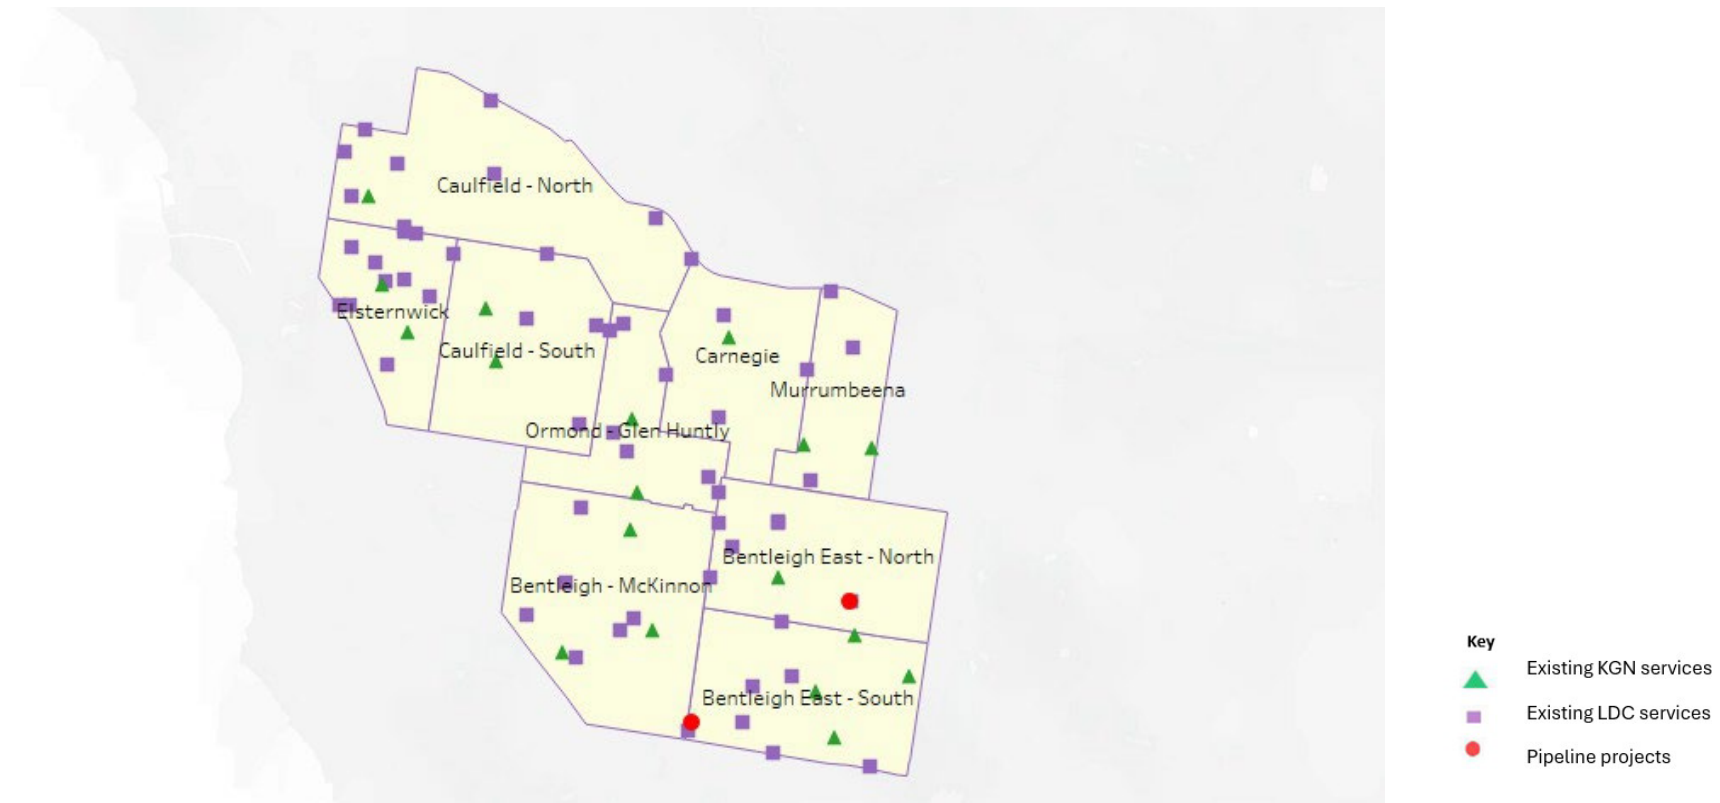 Caulfield - North
Elsternwick
Caulfield - South
Carnegie
Murrumbeena
Ormond - Glen Huntly
Bentleigh East - North
Bentleigh - McKinnon
Bentleigh East - South
Key
Existing KGN services
Existing LDC services
Pipeline projects